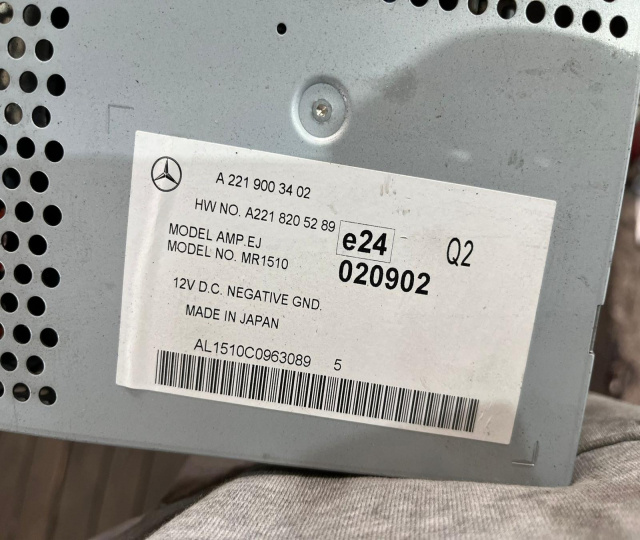 A 221 900 34 02
HW NO. A221 820 52 89
MODEL AMP.EJ
MODEL NO. MR1510
e24
020902
Q2
12V D.C. NEGATIVE GND.
MADE IN JAPAN
AL1510C0963089 5